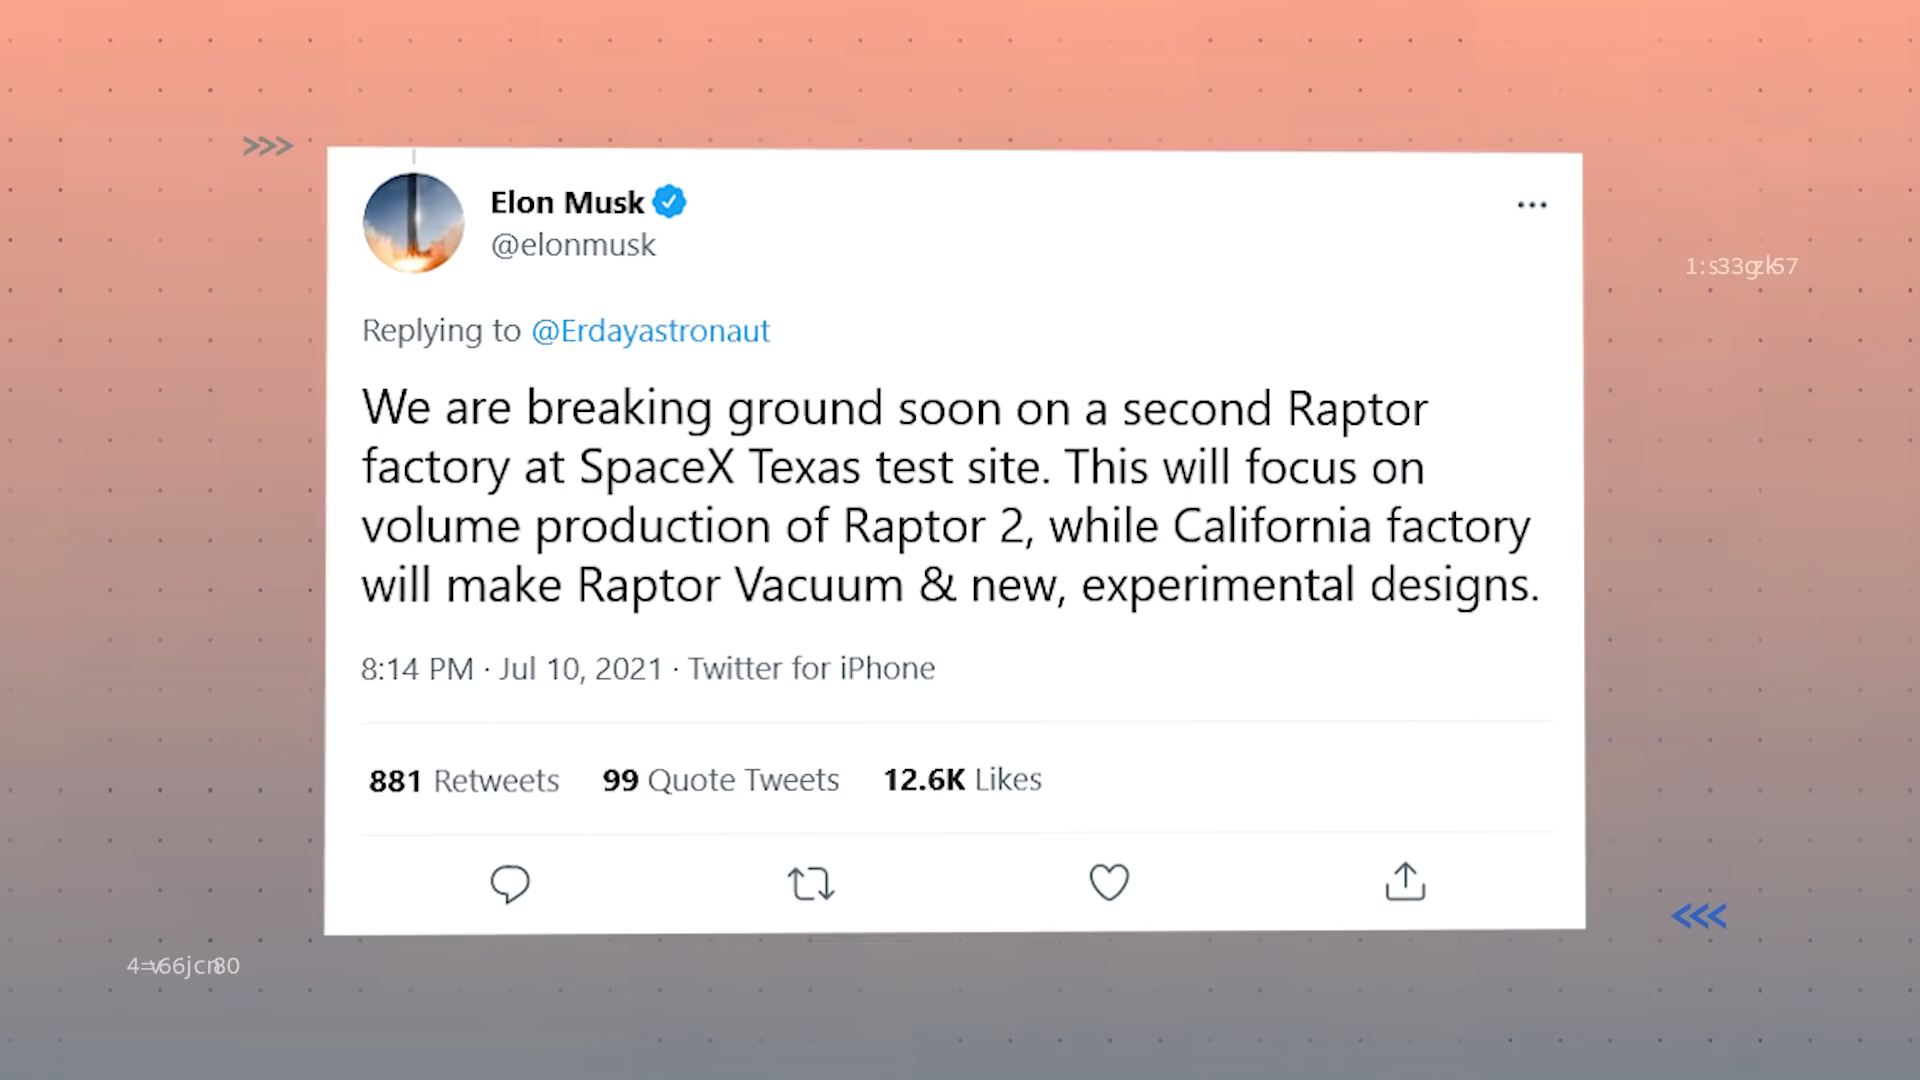 >>>
Elon Musk
@elonmusk
Replying to @Erdayastronaut
We are breaking ground soon on a second Raptor
factory at SpaceX Texas test site. This will focus on
volume production of Raptor 2, while California factory
will make Raptor Vacuum & new, experimental designs.
8:14 PM · Jul 10, 2021 · Twitter for iPhone
881 Retweets 99 Quote Tweets 12.6K Likes
<<<